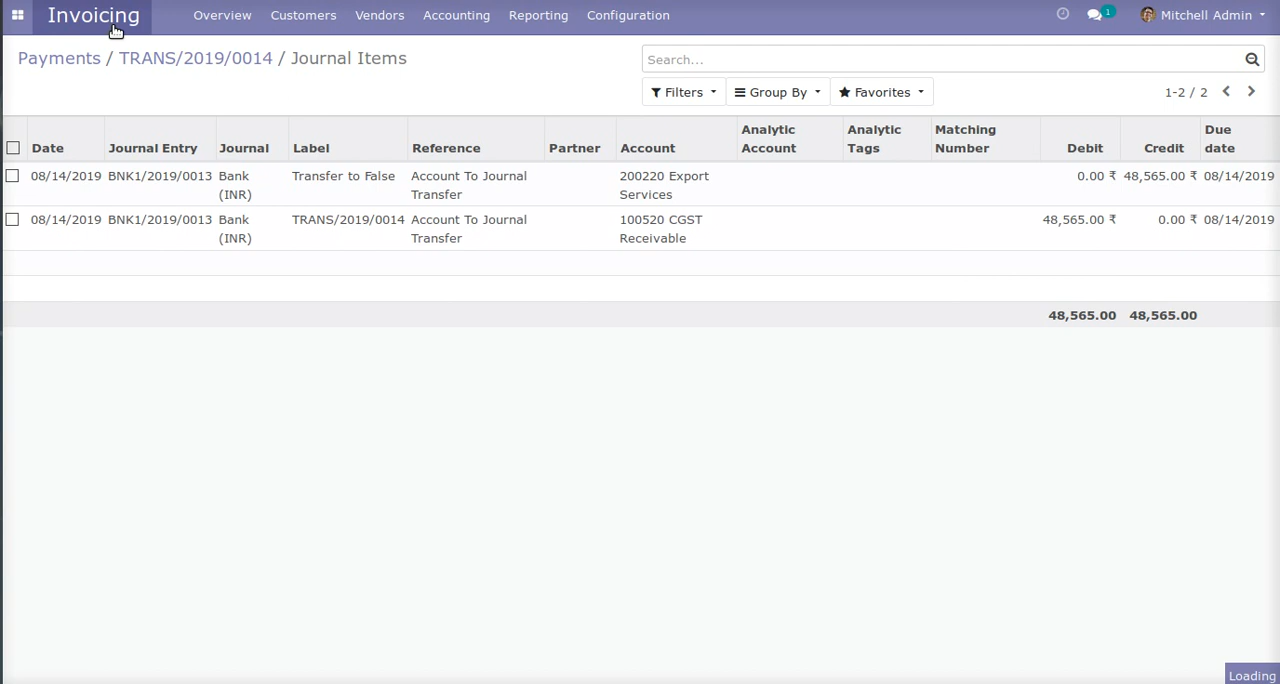 Invoicing Overview Customers Vendors Accounting Reporting Configuration 1 Mitchell Admin
Payments / TRANS/2019/0014 / Journal Items Search...
Filters Group By Favorites 1-2 / 2
Date Journal Entry Journal Label Reference Partner Account Analytic Account Analytic Tags Matching Number Debit Credit Due date
08/14/2019 BNK1/2019/0013 Bank Transfer to False Account To Journal 200220 Export 0.00 ₹ 48,565.00 ₹ 08/14/2019
(INR) Transfer Services
08/14/2019 BNK1/2019/0013 Bank TRANS/2019/0014 Account To Journal 100520 CGST 48,565.00 ₹ 0.00 ₹ 08/14/2019
(INR) Transfer Receivable
48,565.00 48,565.00
Loading